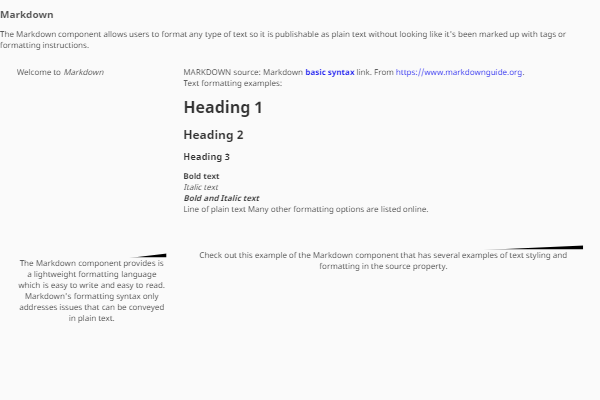 Markdown
The Markdown component allows users to format any type of text so it is publishable as plain text without looking like it's been marked up with tags or
formatting instructions.
Welcome to Markdown
MARKDOWN source: Markdown basic syntax link. From https://www.markdownguide.org.
Text formatting examples:
Heading 1
Heading 2
Heading 3
Bold text
Italic text
Bold and Italic text
Line of plain text Many other formatting options are listed online.
The Markdown component provides is
a lightweight formatting language
which is easy to write and easy to read.
Markdown's formatting syntax only
addresses issues that can be conveyed
in plain text.
Check out this example of the Markdown component that has several examples of text styling and
formatting in the source property.